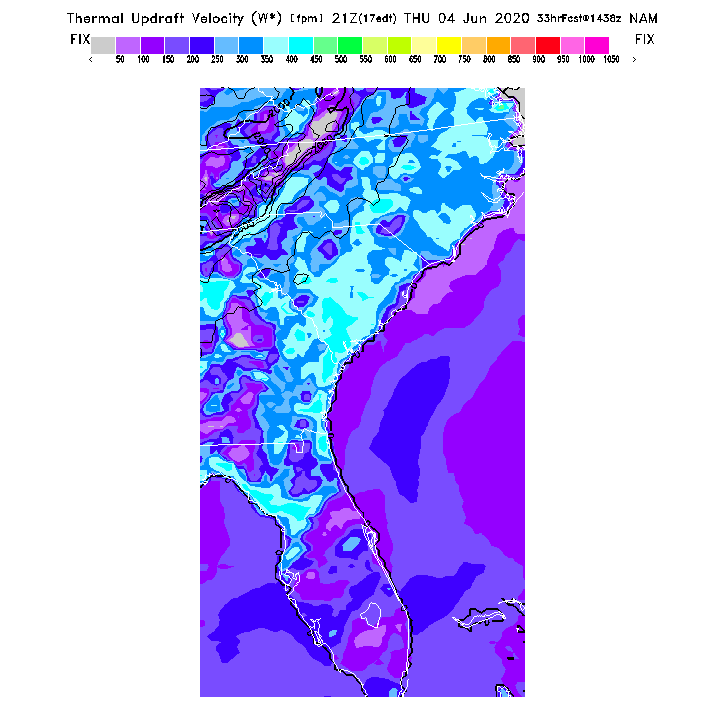 Thermal Updraft Velocity (W*) [fpm] 21Z(17edt) THU 04 Jun 2020 33hrFcst@1438z NAM
FIX FIX
< 50 100 150 200 250 300 350 400 450 500 550 600 650 700 750 800 850 900 950 1000 1050 >